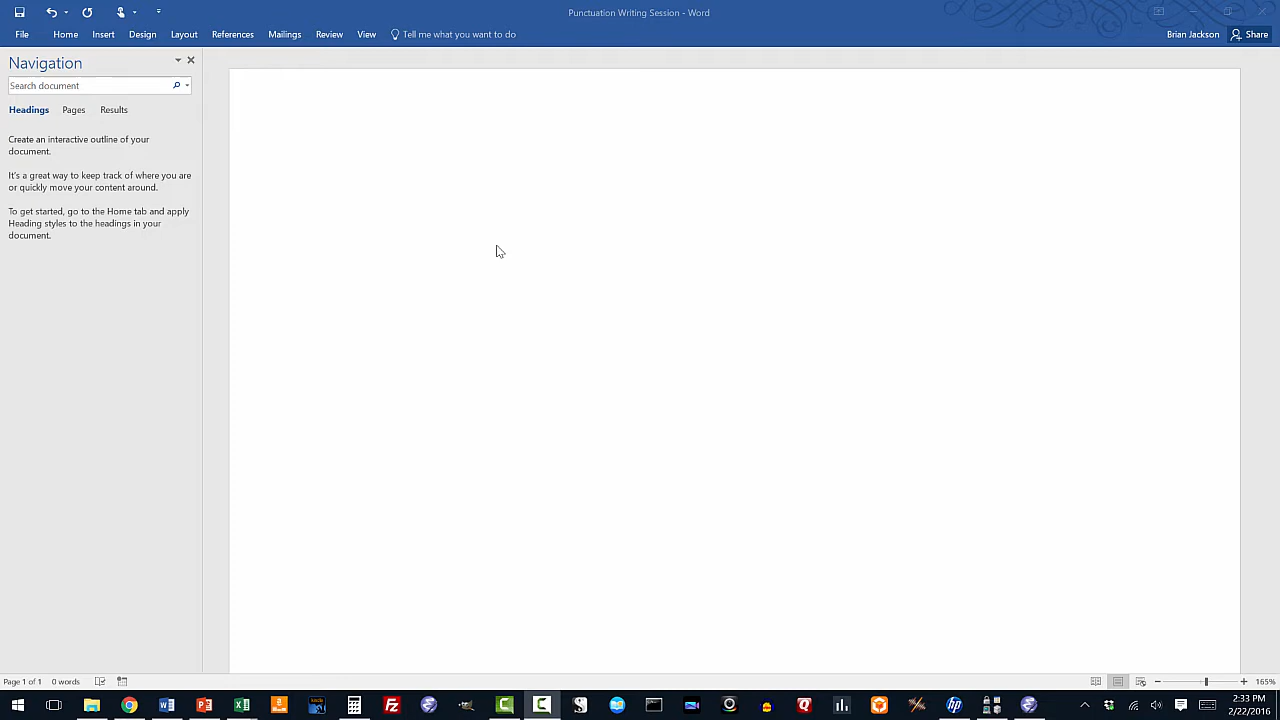 Punctuation Writing Session - Word
File Home Insert Design Layout References Mailings Review View Tell me what you want to do Brian Jackson Share
Navigation
Search document
Headings Pages Results
Create an interactive outline of your
document.
It's a great way to keep track of where you are
or quickly move your content around.
To get started, go to the Home tab and apply
Heading styles to the headings in your
document.
Page 1 of 1 0 words 165%
2:33 PM
2/22/2016